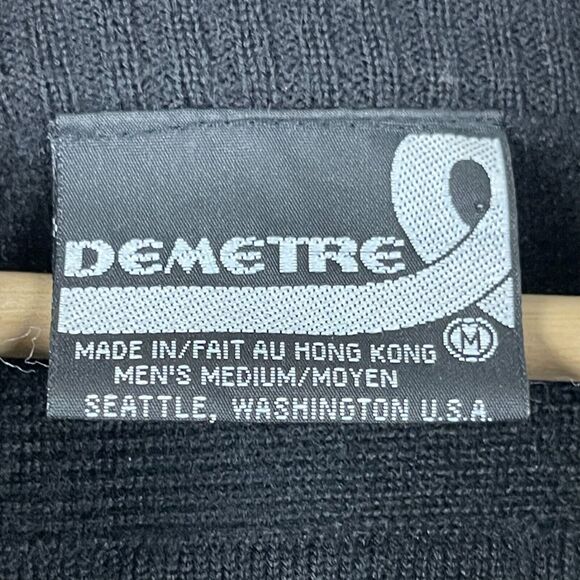 DEMETRE
MADE IN/FAIT AU HONG KONG M
MEN'S MEDIUM/MOYEN
SEATTLE, WASHINGTON U.S.A.